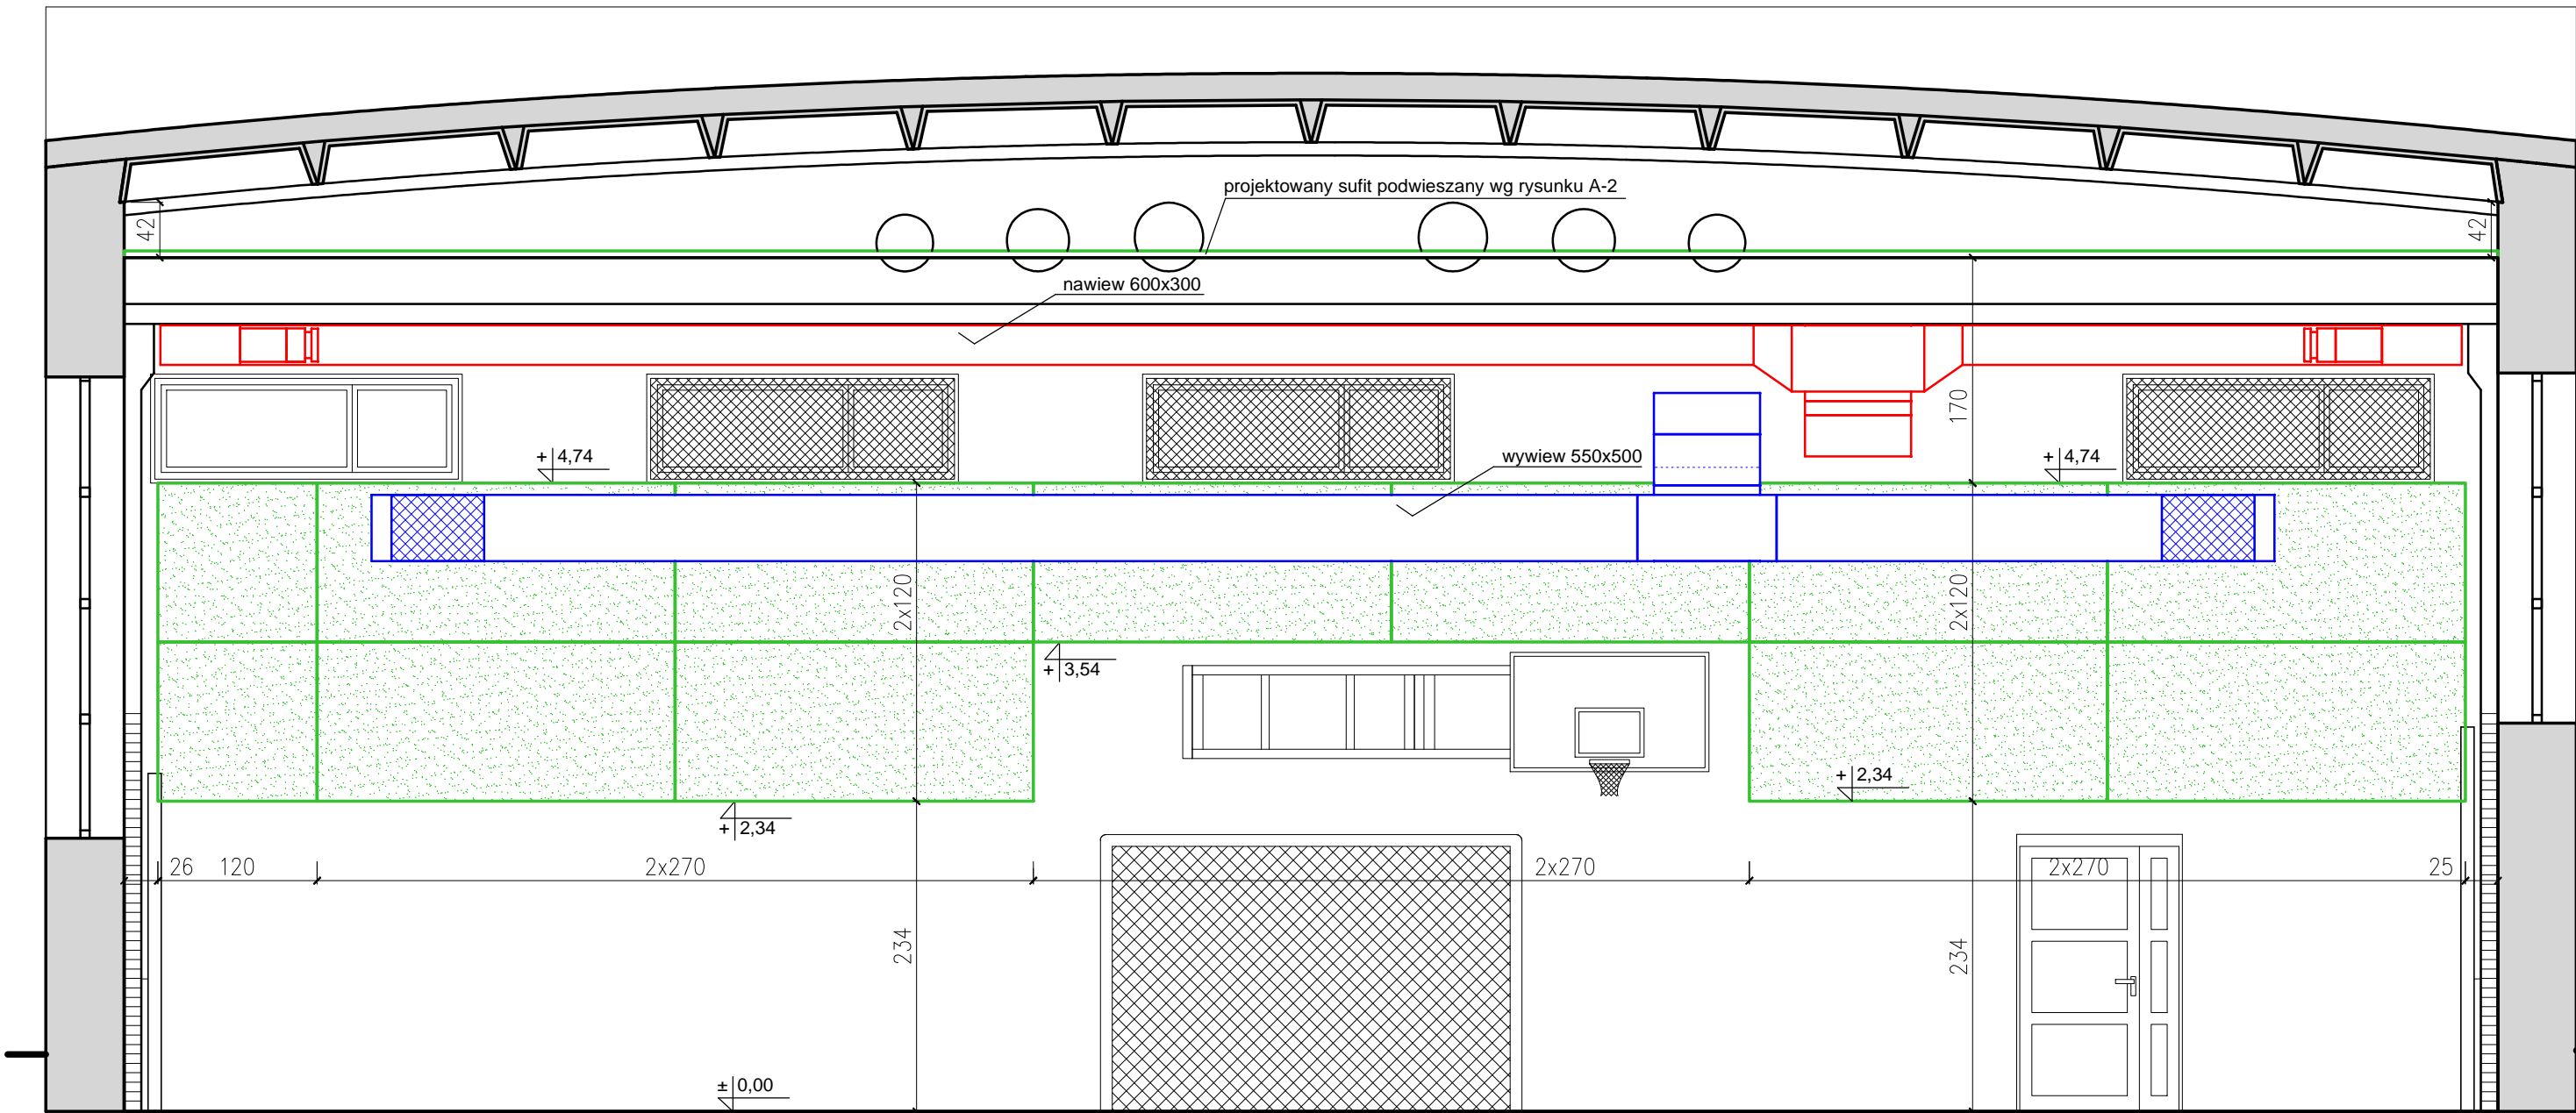 projektowany sufit podwieszany wg rysunku A-2
42
42
nawiew 600x300
170
+ 4,74
wywiew 550x500
+ 4,74
2x120
2x120
+ 3,54
+ 2,34
+ 2,34
26 120
2x270
2x270
2x270
25
234
234
± 0,00